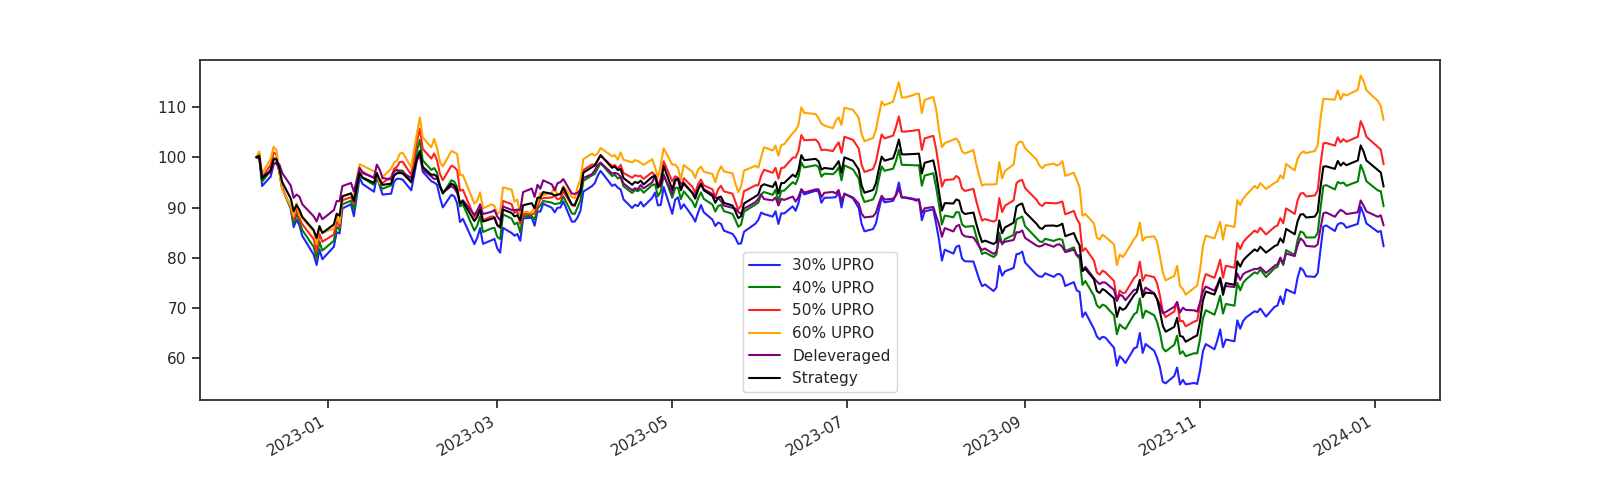 110
100
90
80
70
60
30% UPRO
40% UPRO
50% UPRO
60% UPRO
Deleveraged
Strategy
2023-01
2023-03
2023-05
2023-07
2023-09
2023-11
2024-01